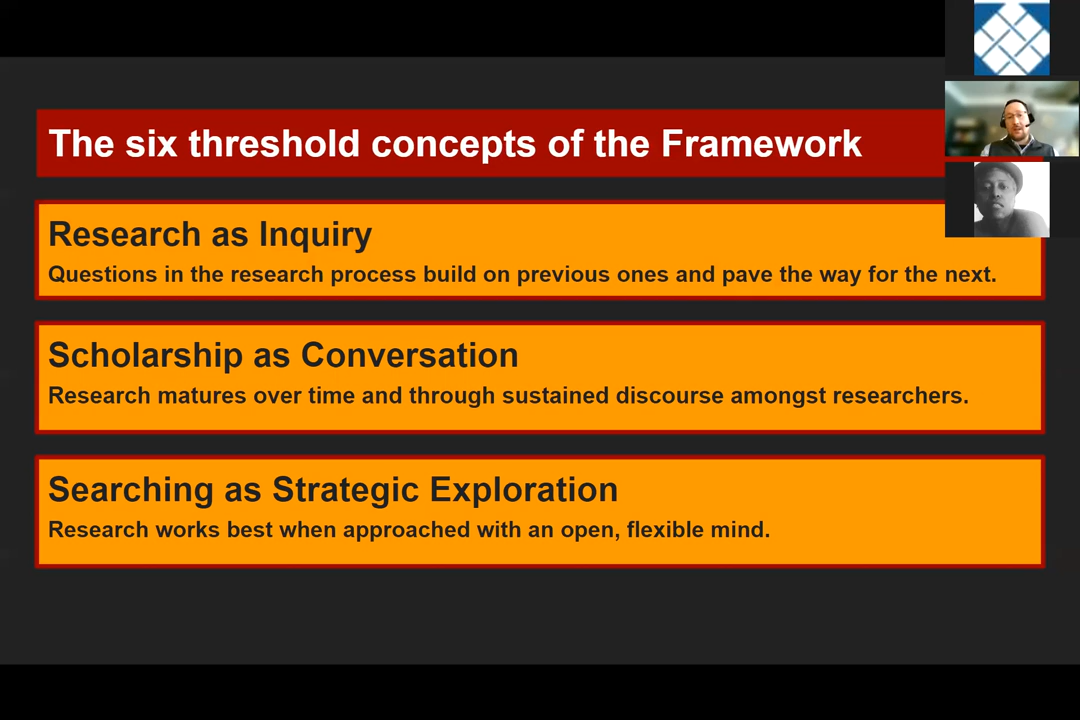 The six threshold concepts of the Framework
Research as Inquiry
Questions in the research process build on previous ones and pave the way for the next.
Scholarship as Conversation
Research matures over time and through sustained discourse amongst researchers.
Searching as Strategic Exploration
Research works best when approached with an open, flexible mind.